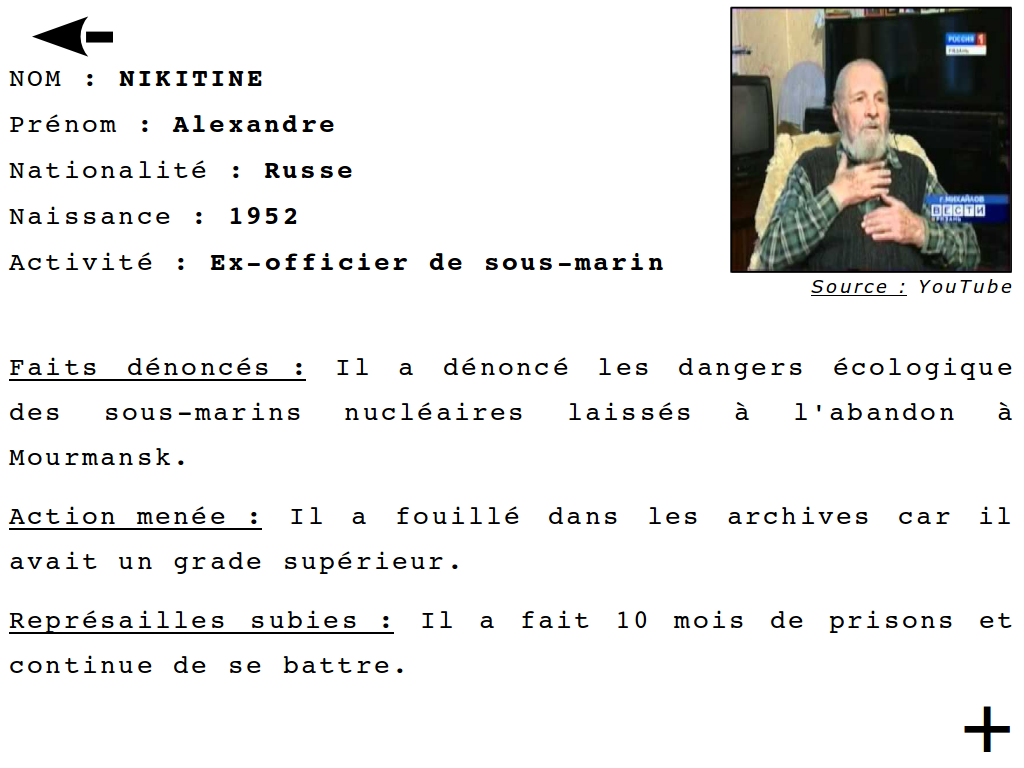 NOM : NIKITINE
Prénom : Alexandre
Nationalité : Russe
Naissance : 1952
Activité : Ex-officier de sous-marin
РОССИЯ 1
РЯЗАНЬ
г.МИХАЙЛОВ
ВЕСТИ
Source : YouTube
Faits dénoncés : Il a dénoncé les dangers écologique
des sous-marins nucléaires laissés à l'abandon à
Mourmansk.
Action menée : Il a fouillé dans les archives car il
avait un grade supérieur.
Représailles subies : Il a fait 10 mois de prisons et
continue de se battre.